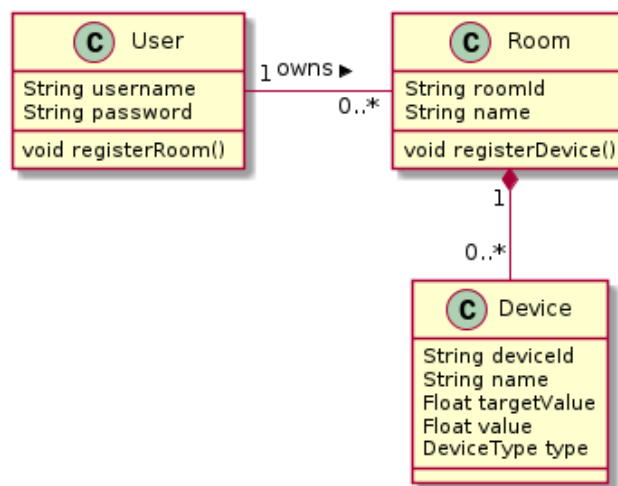 C User
String username
String password
void registerRoom()
1 owns ▶
0..*
C Room
String roomId
String name
void registerDevice()
1
0..*
C Device
String deviceId
String name
Float targetValue
Float value
DeviceType type